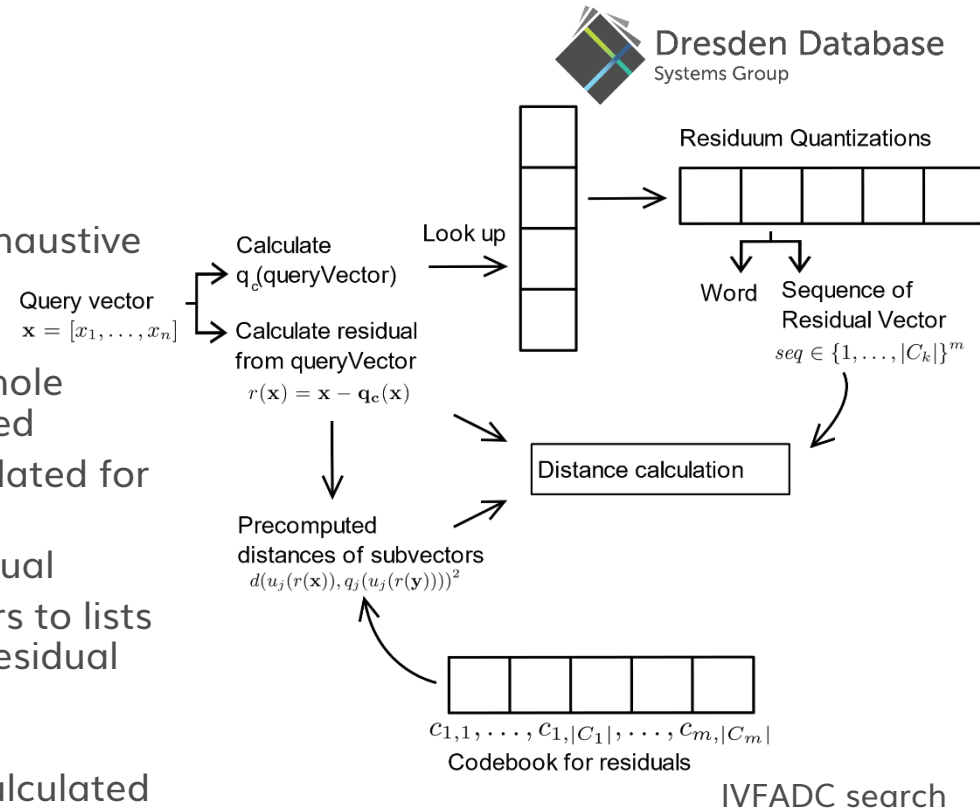 Dresden Database
Systems Group
haustive
hole
ed
lated for
ual
rs to lists
esidual
alculated
Query vector
x = [x₁, . . . , xₙ]
Calculate
q_c(queryVector)
Look up
Calculate residual
from queryVector
r(x) = x − q_c(x)
Residuum Quantizations
Word
Sequence of
Residual Vector
seq ∈ {1, . . . , |C_k|}^m
Distance calculation
Precomputed
distances of subvectors
d(u_j(r(x)), q_j(u_j(r(y))))²
c_{1,1}, . . . , c_{1,|C_1|}, . . . , c_{m,|C_m|}
Codebook for residuals
IVFADC search